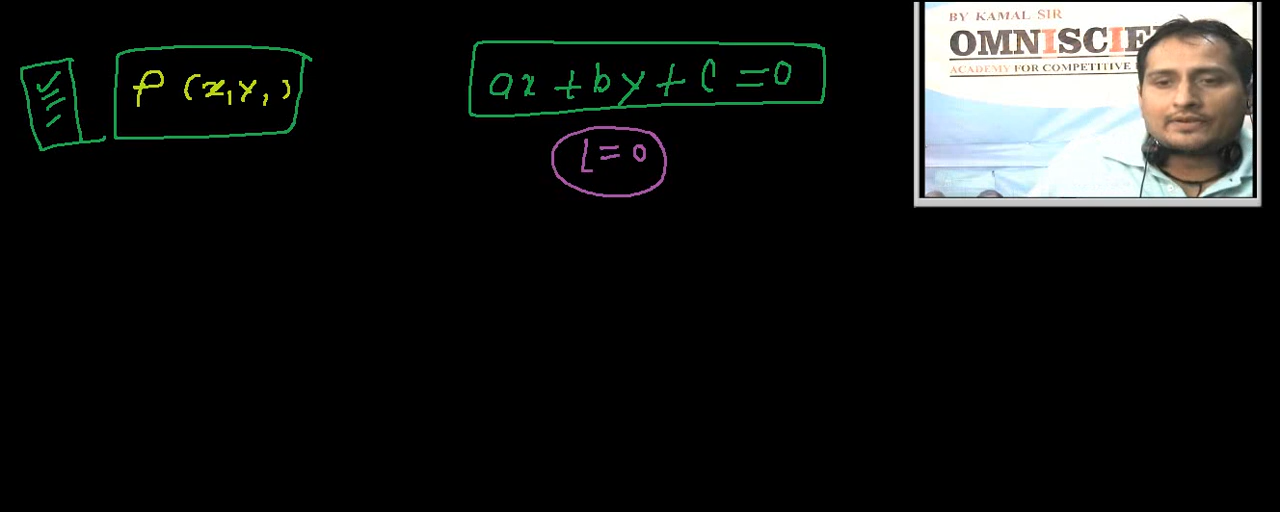 P (x₁, y₁)
ax + by + c = 0
L = 0
BY KAMAL SIR
OMNISCIE
ACADEMY FOR COMPETITIVE